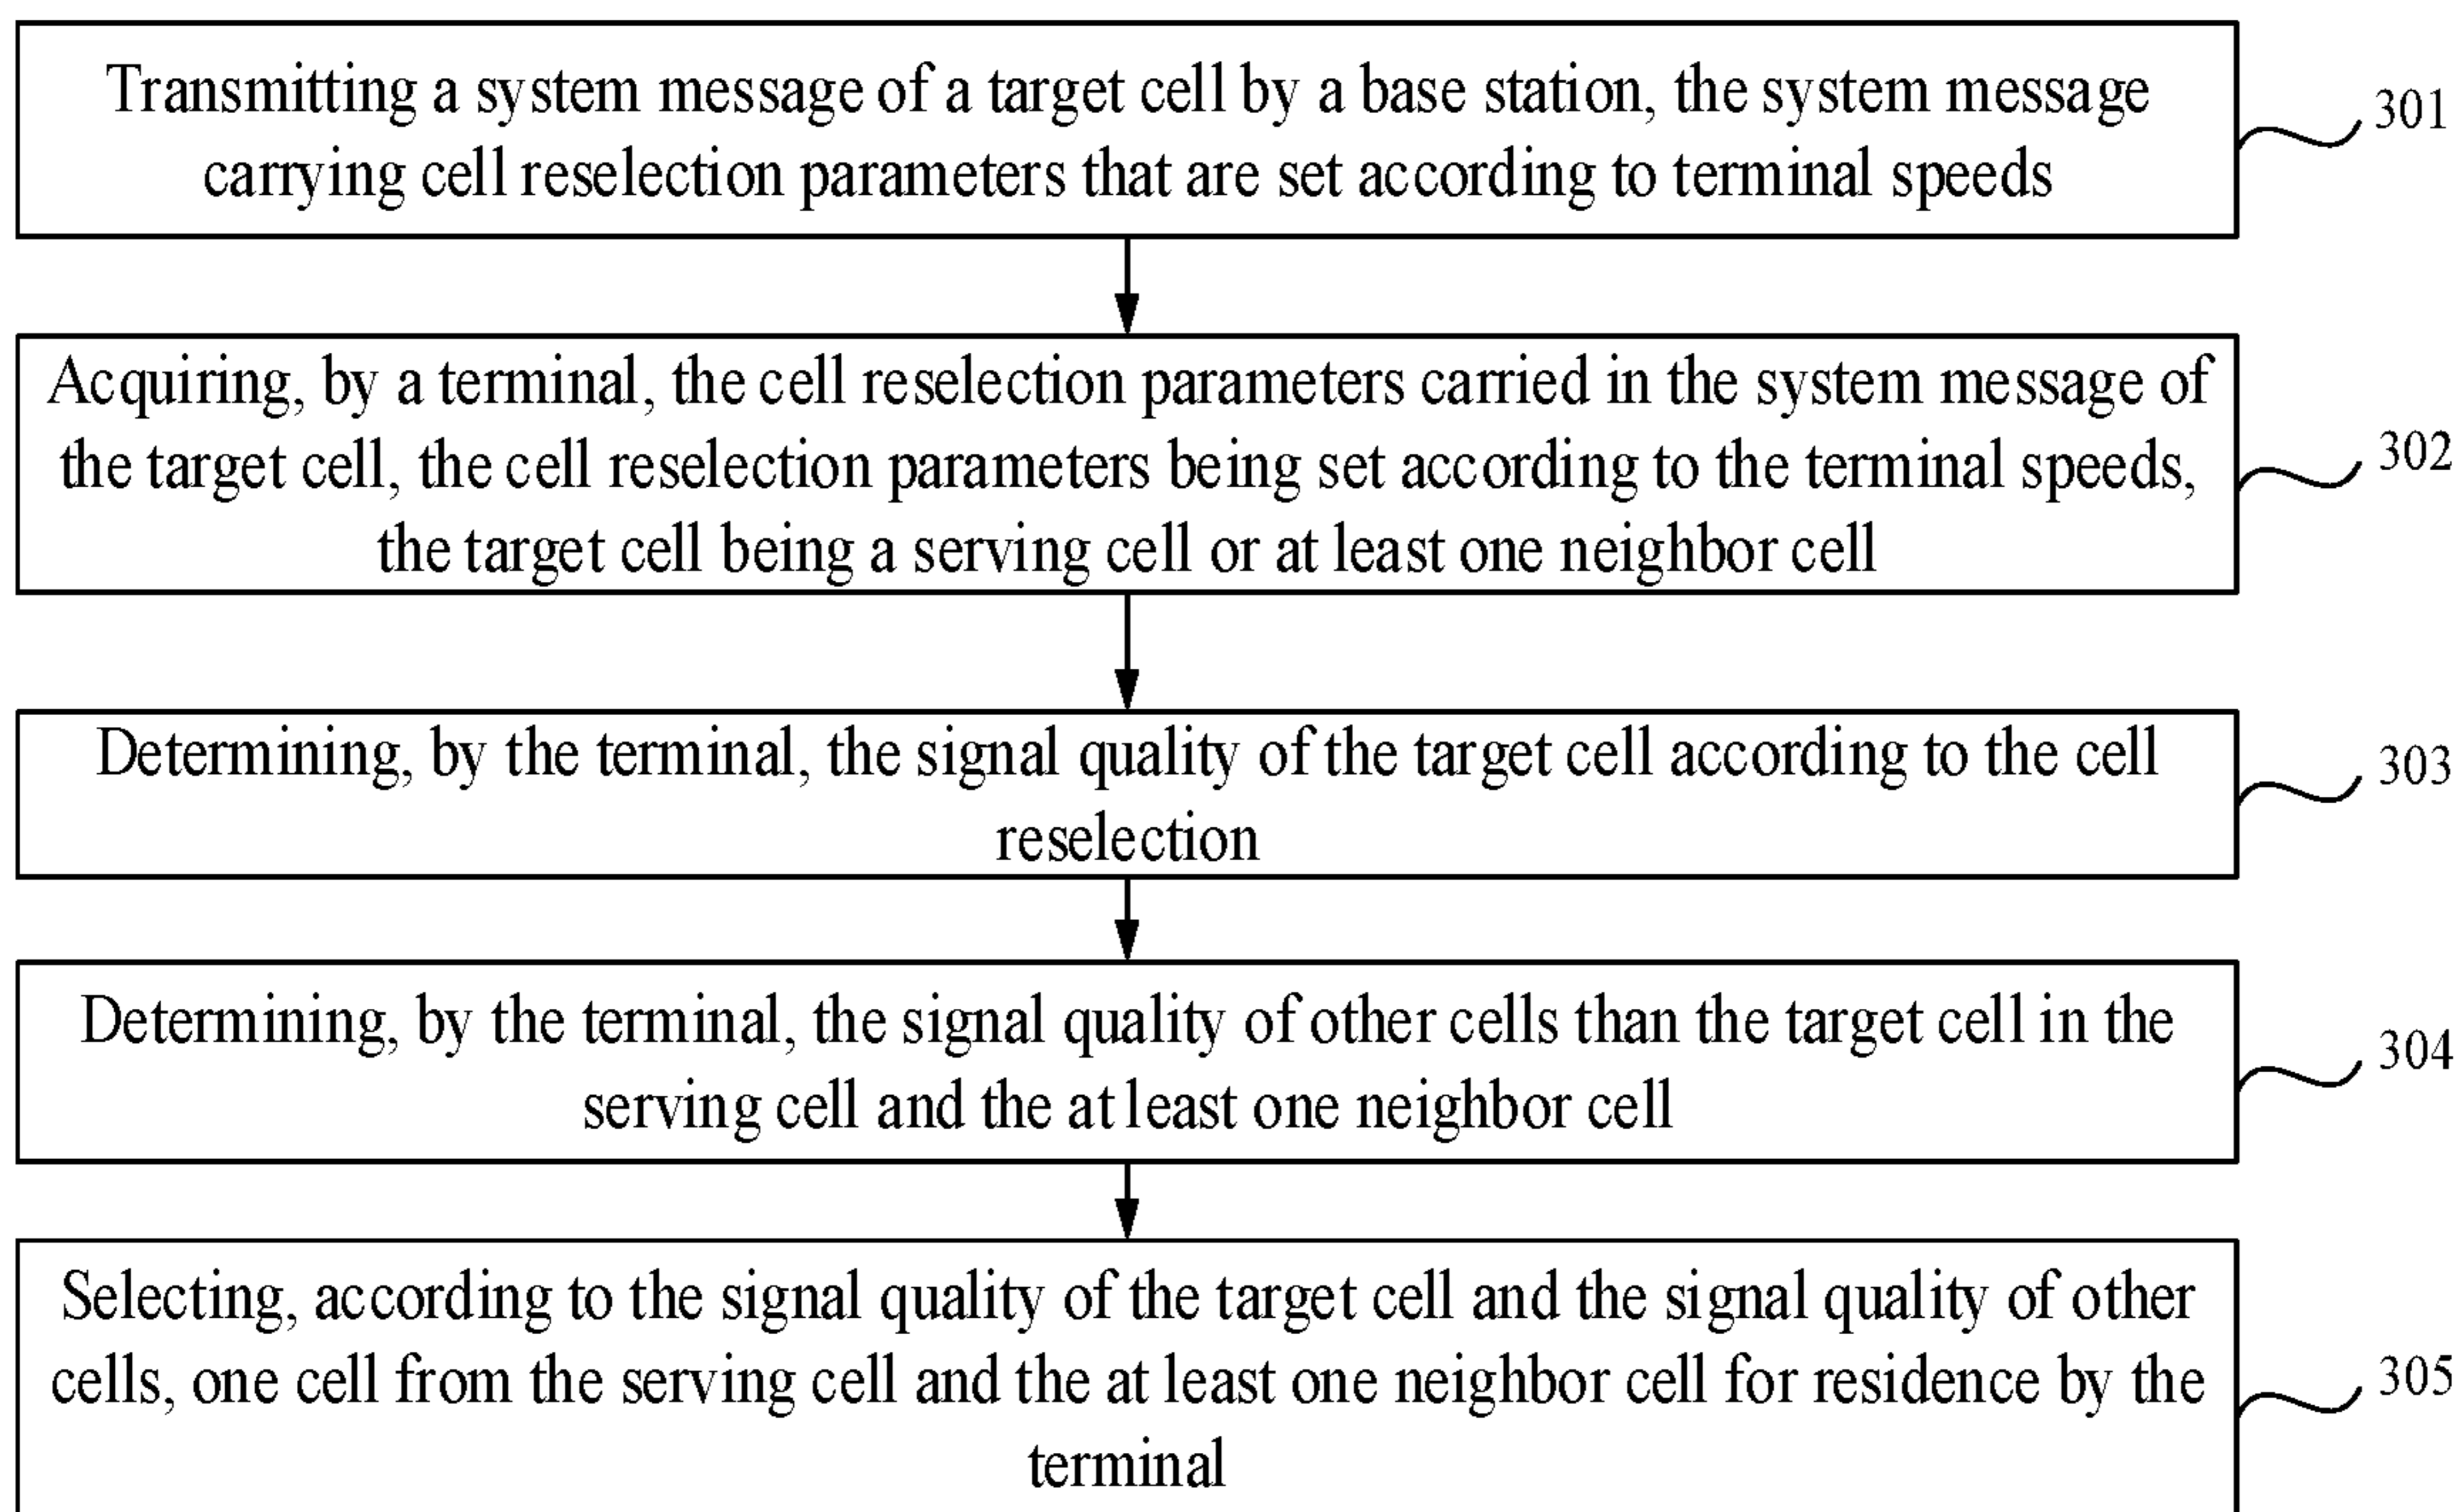 Transmitting a system message of a target cell by a base station, the system message
carrying cell reselection parameters that are set according to terminal speeds
301
Acquiring, by a terminal, the cell reselection parameters carried in the system message of
the target cell, the cell reselection parameters being set according to the terminal speeds,
the target cell being a serving cell or at least one neighbor cell
302
Determining, by the terminal, the signal quality of the target cell according to the cell
reselection
303
Determining, by the terminal, the signal quality of other cells than the target cell in the
serving cell and the at least one neighbor cell
304
Selecting, according to the signal quality of the target cell and the signal quality of other
cells, one cell from the serving cell and the at least one neighbor cell for residence by the
terminal
305